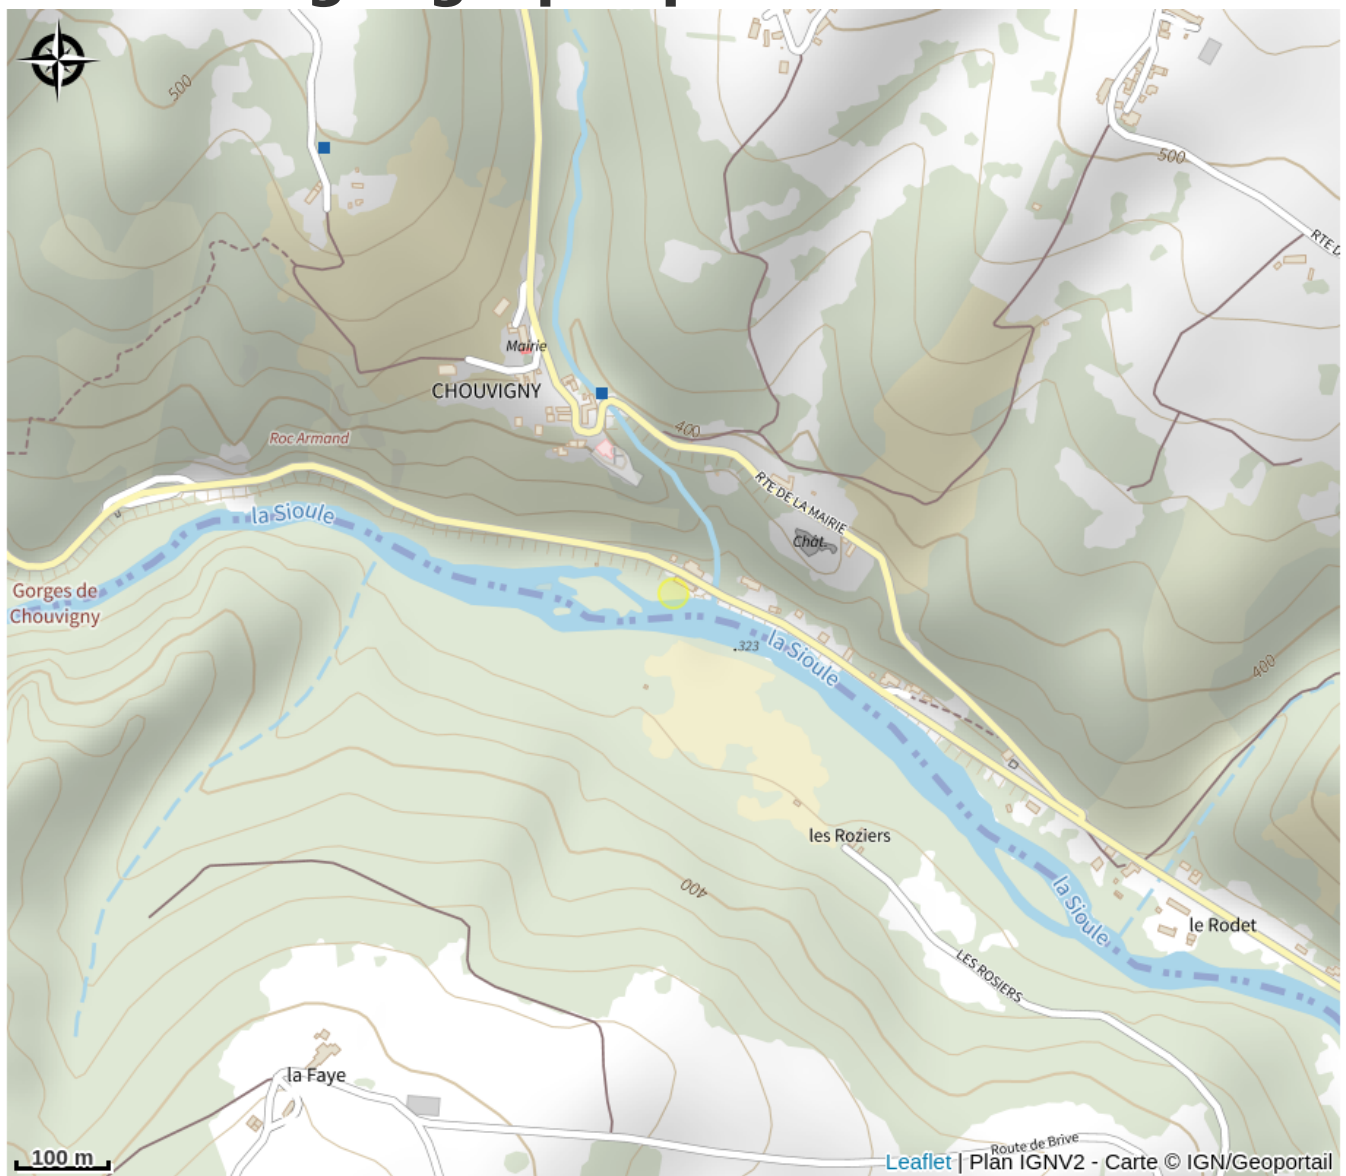 500
500
RTE D
Mairie
CHOUVIGNY
400
Roc Armand
RTE DE LA MAIRIE
la Sioule
Chât.
Gorges de
Chouvigny
.323
la Sioule
400
les Roziers
400
la Sioule
le Rodet
LES ROSIERS
la Faye
Route de Brive
100 m
Leaflet | Plan IGNV2 - Carte © IGN/Geoportail